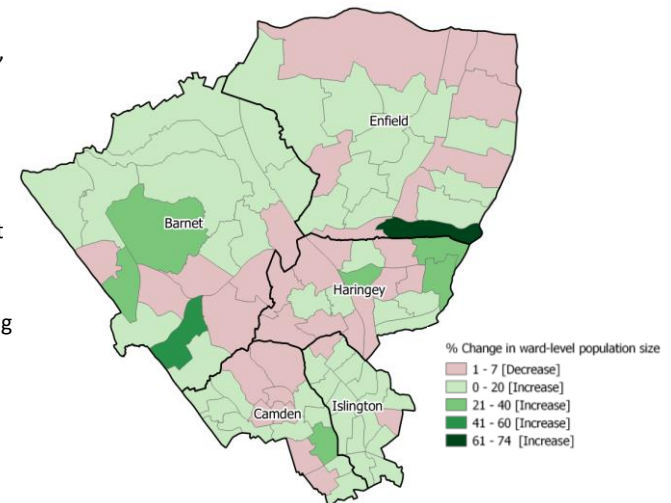 ,
Enfield
Barnet
t
Haringey
g
% Change in ward-level population size
1 - 7 [Decrease]
0 - 20 [Increase]
21 - 40 [Increase]
41 - 60 [Increase]
61 - 74 [Increase]
Islington
Camden